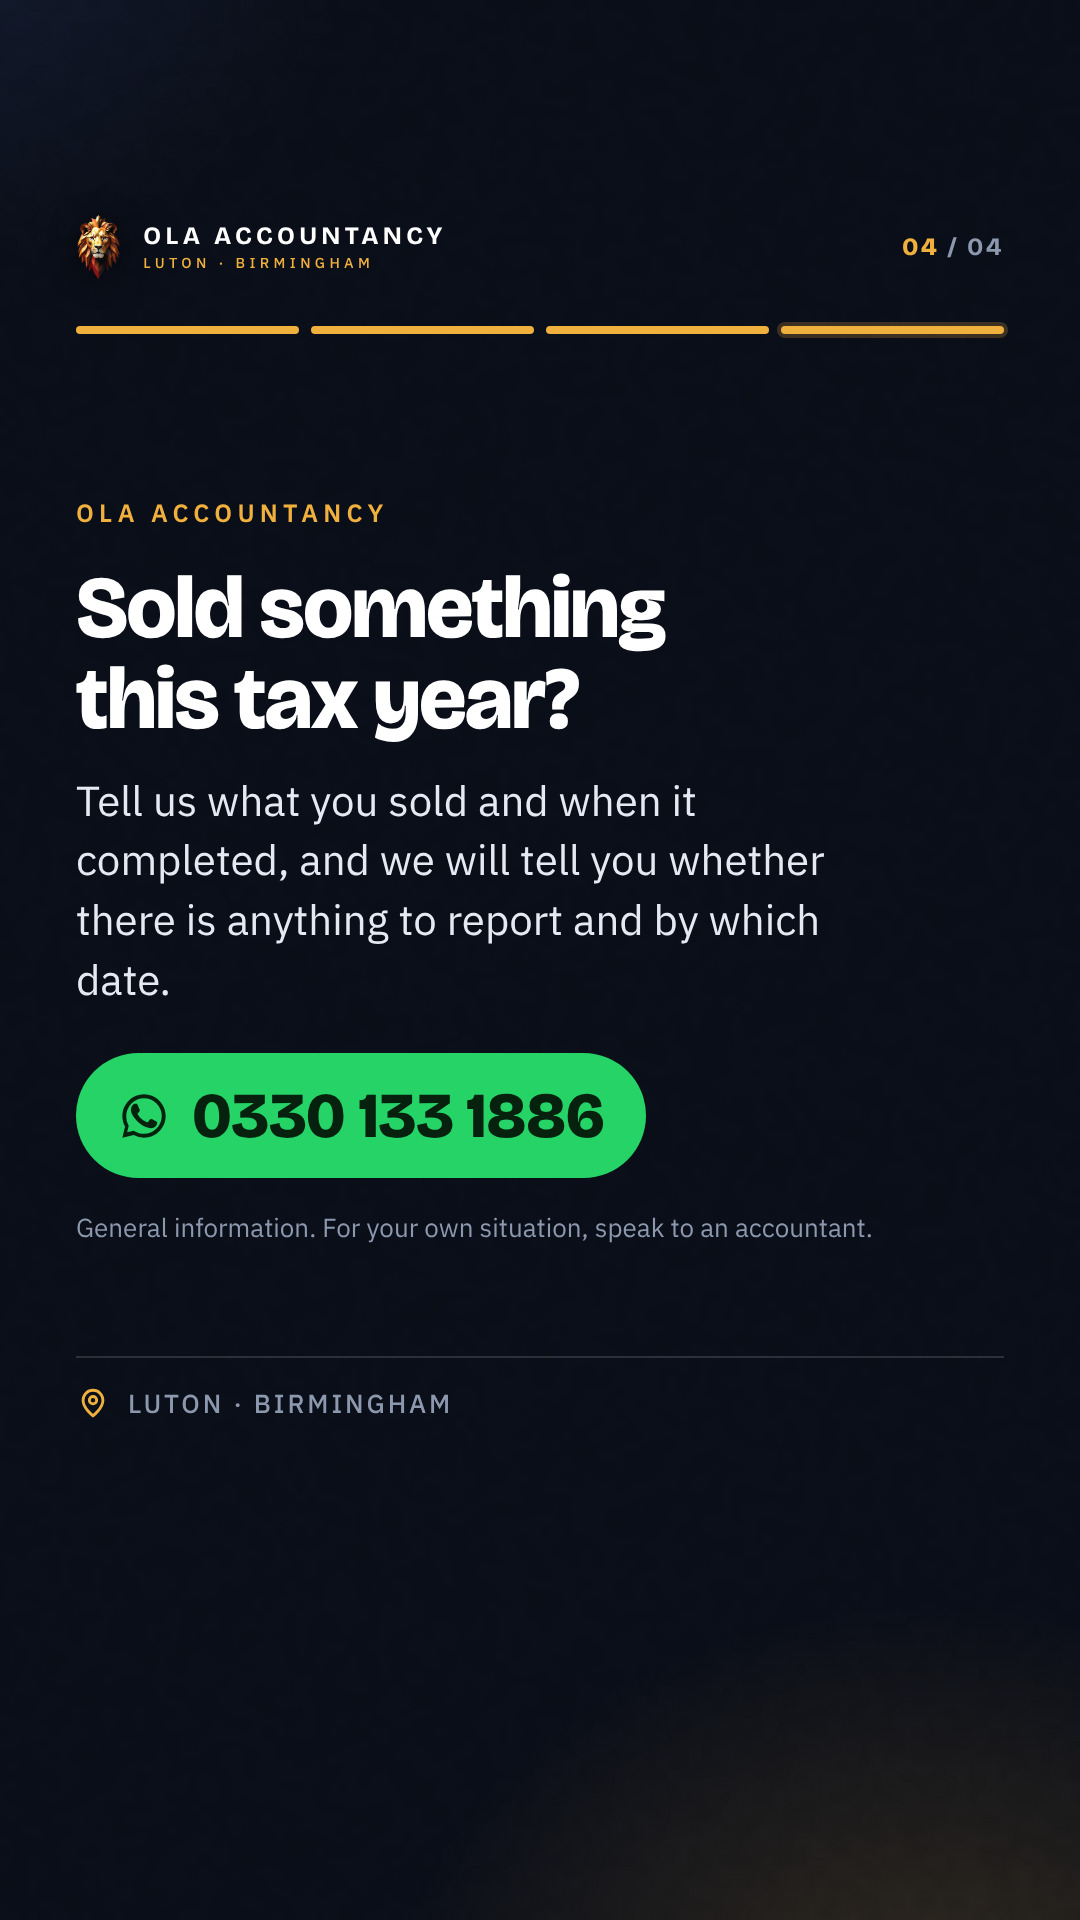 OLA ACCOUNTANCY
LUTON · BIRMINGHAM
04 / 04
OLA ACCOUNTANCY
Sold something
this tax year?
Tell us what you sold and when it
completed, and we will tell you whether
there is anything to report and by which
date.
0330 133 1886
General information. For your own situation, speak to an accountant.
LUTON · BIRMINGHAM